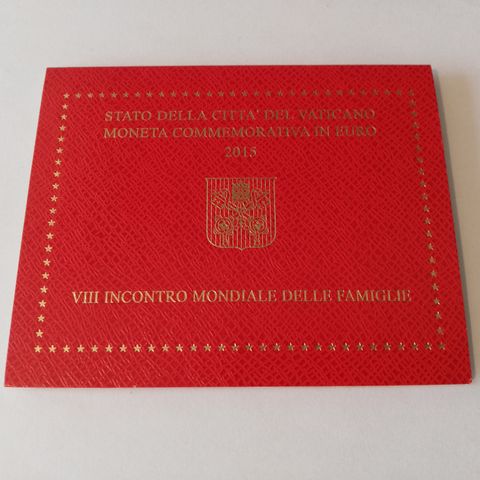 STATO DELLA CITTA' DEL VATICANO
MONETA COMMEMORATIVA IN EURO
2015
VIII INCONTRO MONDIALE DELLE FAMIGLIE